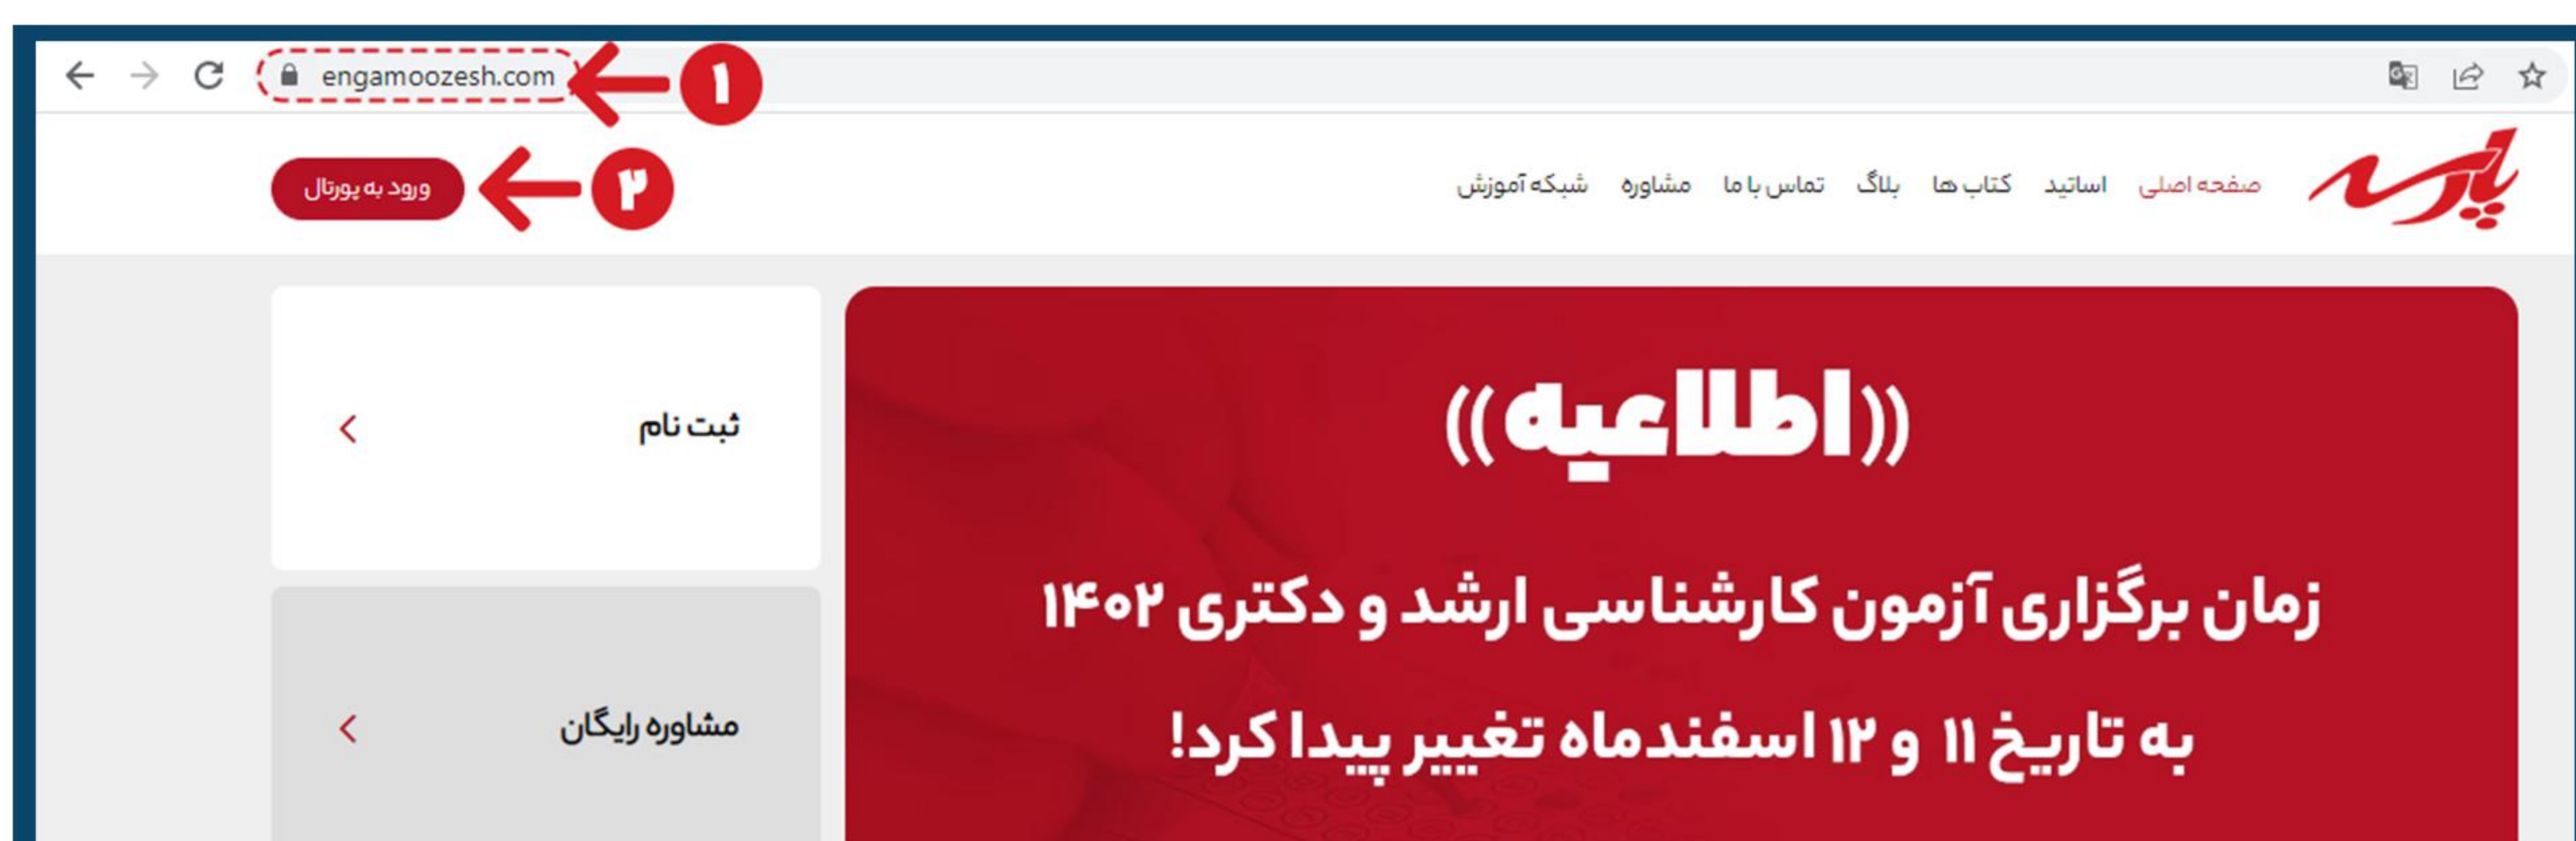 engamoozesh.com
۱
پارسه
صفحه اصلی اساتید کتاب ها بلاگ تماس با ما مشاوره شبکه آموزش
۲
ورود به پورتال
((اطلاعیه))
زمان برگزاری آزمون کارشناسی ارشد و دکتری ۱۴۰۲
به تاریخ ۱۱ و ۱۲ اسفندماه تغییر پیدا کرد!
ثبت نام
مشاوره رایگان